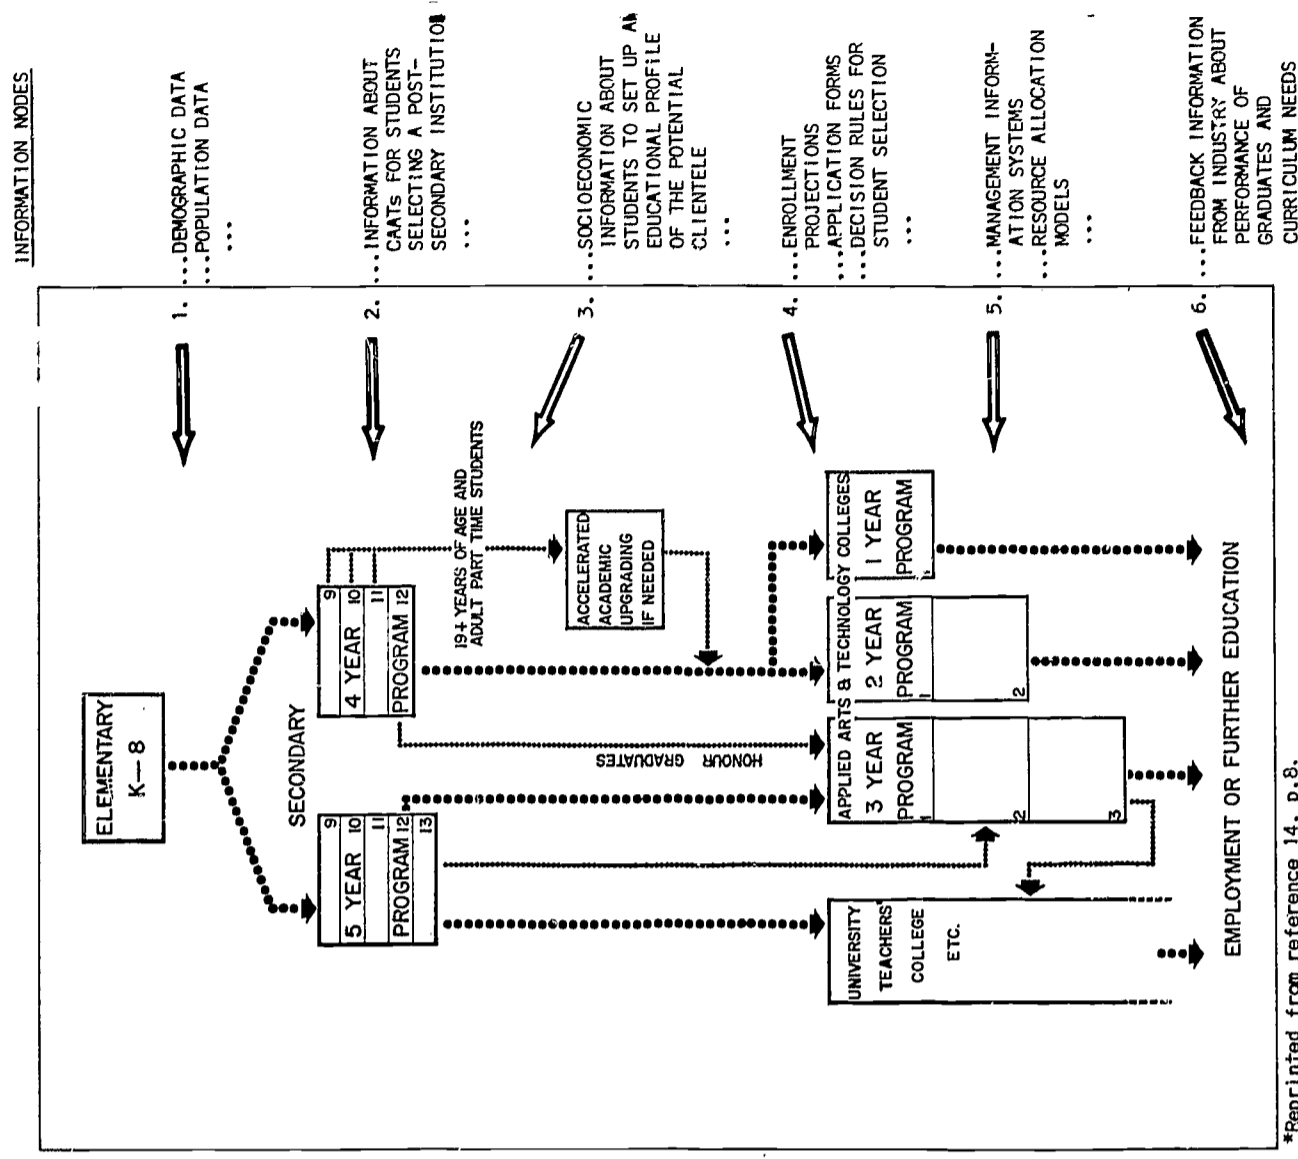 INFORMATION NODES
1. ...DEMOGRAPHIC DATA
...POPULATION DATA
...
2. ...INFORMATION ABOUT
CAATs FOR STUDENTS
SELECTING A POST-
SECONDARY INSTITUTION
...
3. ...SOCIOECONOMIC
INFORMATION ABOUT
STUDENTS TO SET UP AN
EDUCATIONAL PROFILE
OF THE POTENTIAL
CLIENTELE
...
4. ...ENROLLMENT
PROJECTIONS
...APPLICATION FORMS
...DECISION RULES FOR
STUDENT SELECTION
...
5. ...MANAGEMENT INFORM-
ATION SYSTEMS
...RESOURCE ALLOCATION
MODELS
...
6. ...FEEDBACK INFORMATION
FROM INDUSTRY ABOUT
PERFORMANCE OF
GRADUATES AND
CURRICULUM NEEDS
ELEMENTARY
K—8
SECONDARY
9
5 YEAR 10
11
PROGRAM 12
13
9
4 YEAR 10
11
PROGRAM 12
19+ YEARS OF AGE AND
ADULT PART TIME STUDENTS
ACCELERATED
ACADEMIC
UPGRADING
IF NEEDED
HONOUR GRADUATES
APPLIED ARTS & TECHNOLOGY COLLEGES
3 YEAR
PROGRAM
1
2
3
2 YEAR
PROGRAM
1
2
1 YEAR
PROGRAM
1
UNIVERSITY
TEACHERS'
COLLEGE
ETC.
EMPLOYMENT OR FURTHER EDUCATION
*Reprinted from reference 14, p.8.